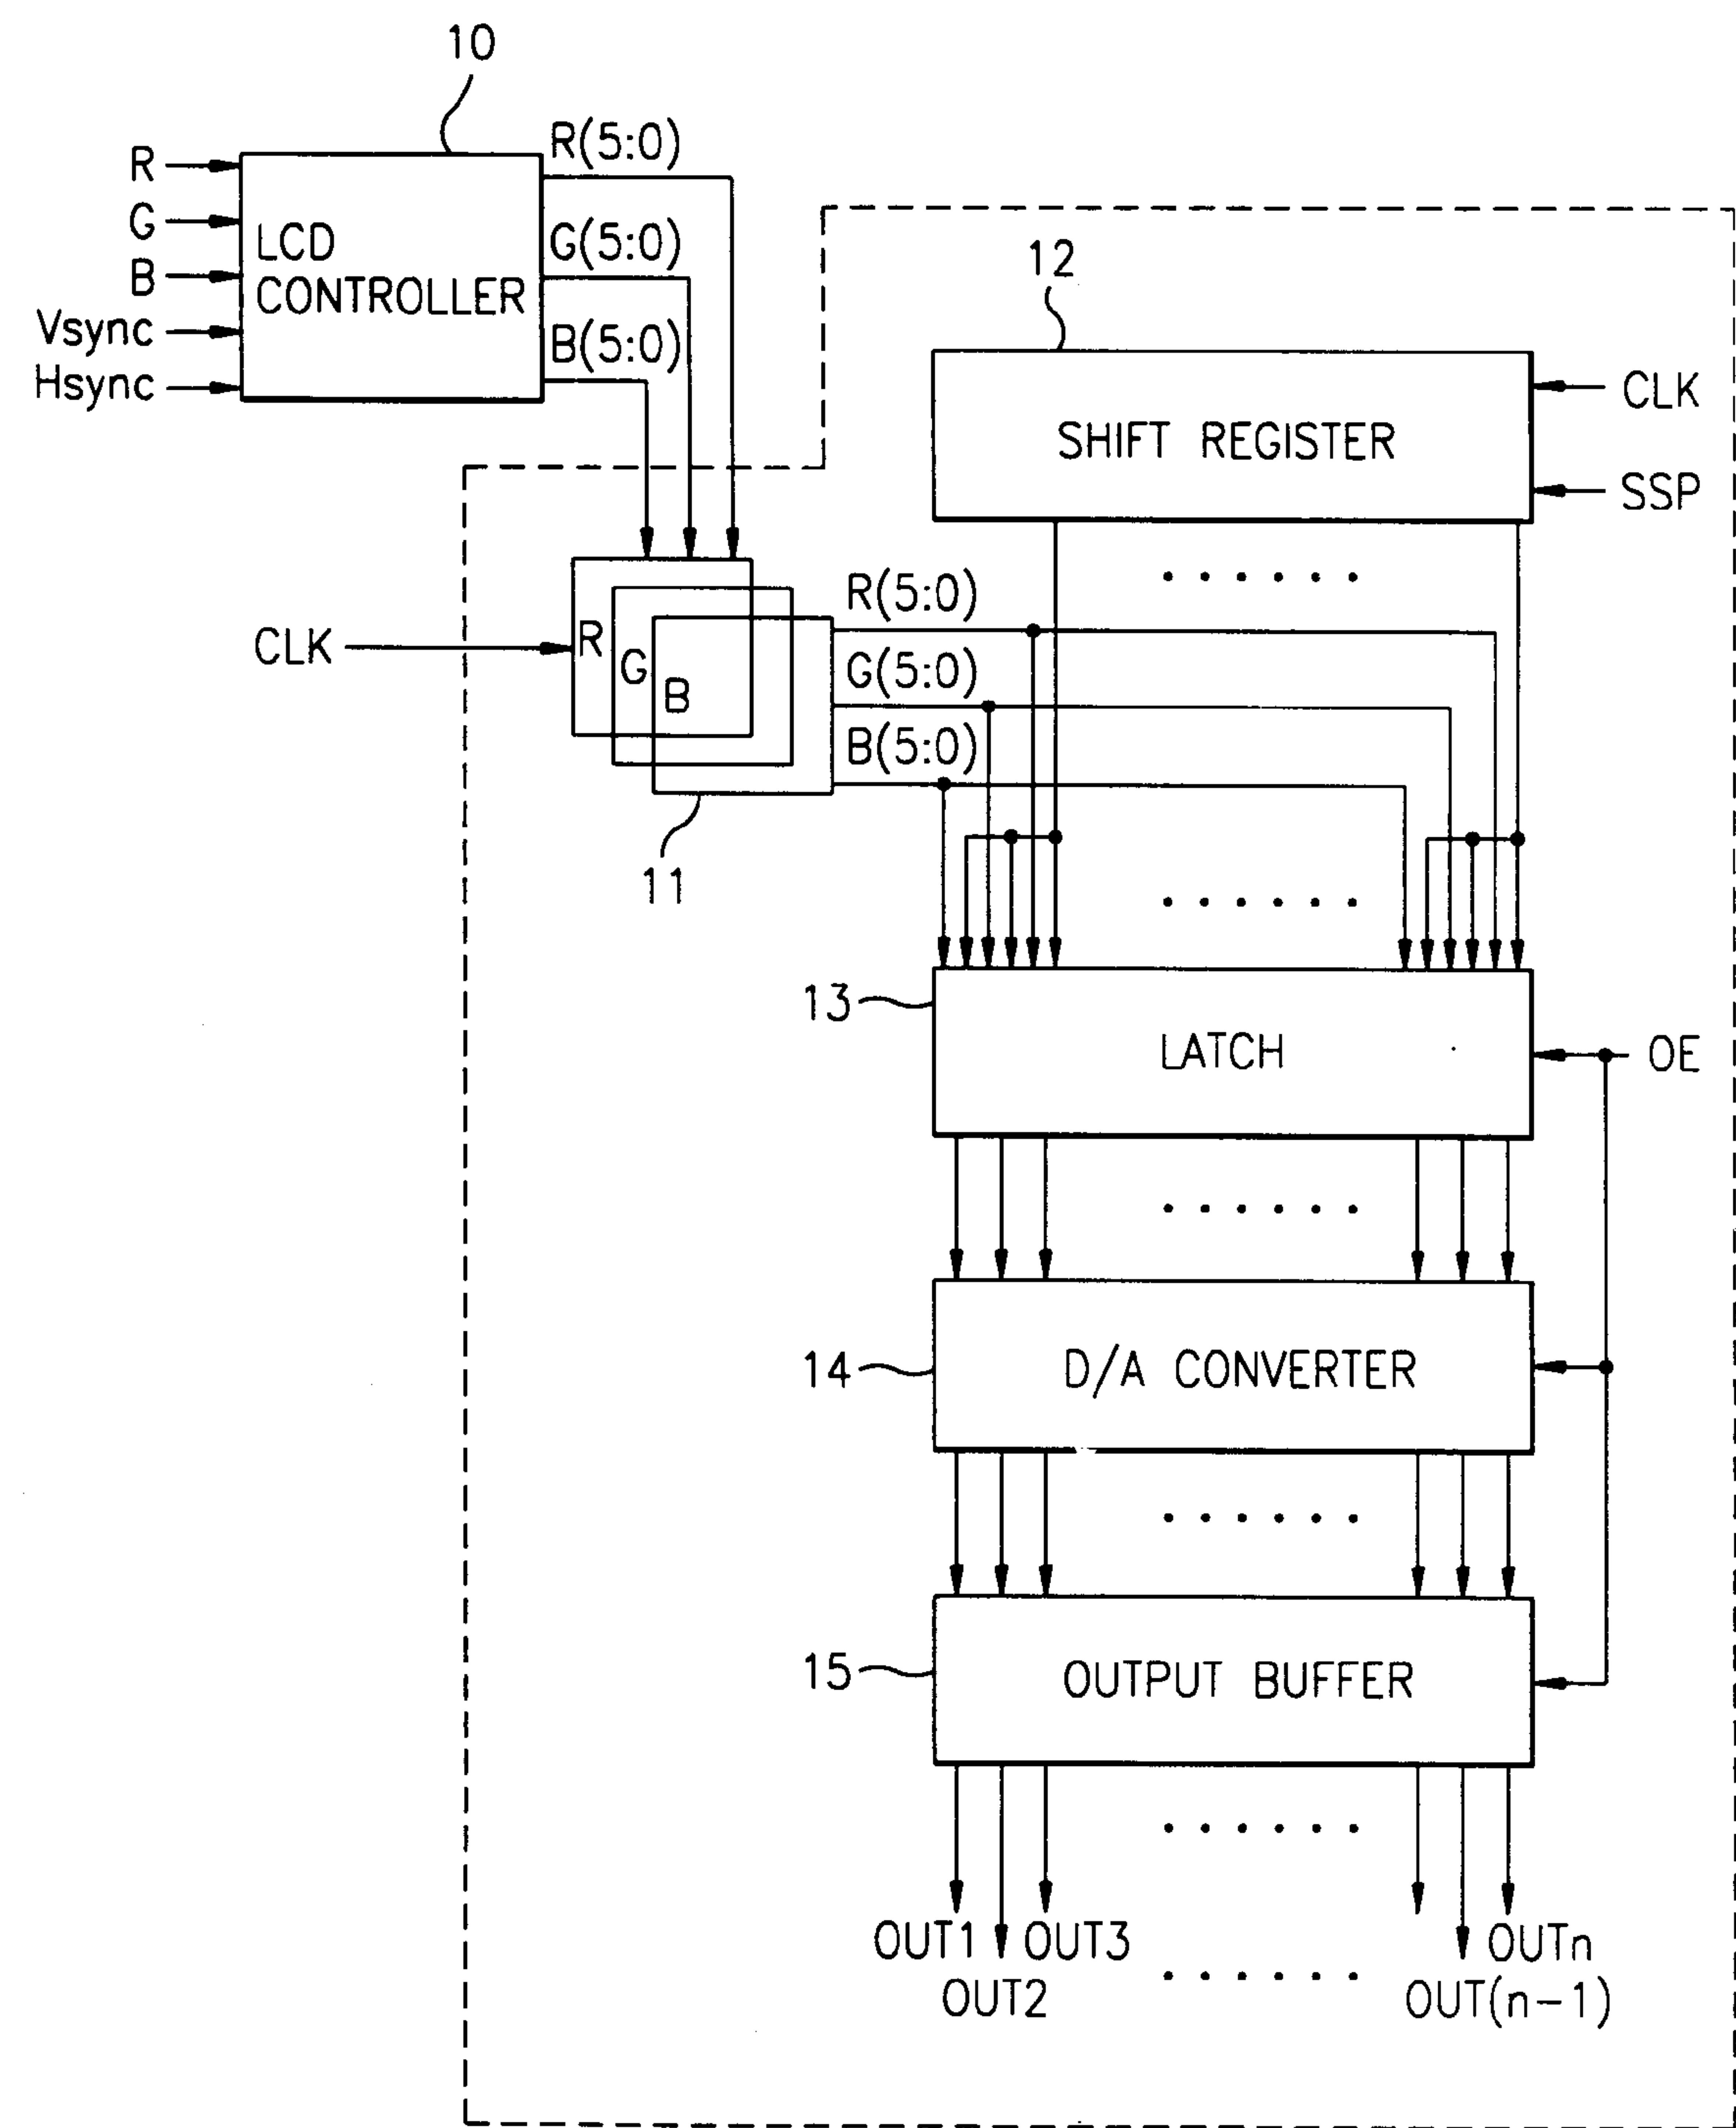 10
R
G
B
Vsync
Hsync
LCD
CONTROLLER
R(5:0)
G(5:0)
B(5:0)
12
SHIFT REGISTER
CLK
SSP
CLK
R
G
B
11
R(5:0)
G(5:0)
B(5:0)
13
LATCH
OE
14
D/A CONVERTER
15
OUTPUT BUFFER
OUT1
OUT2
OUT3
OUTn
OUT(n-1)